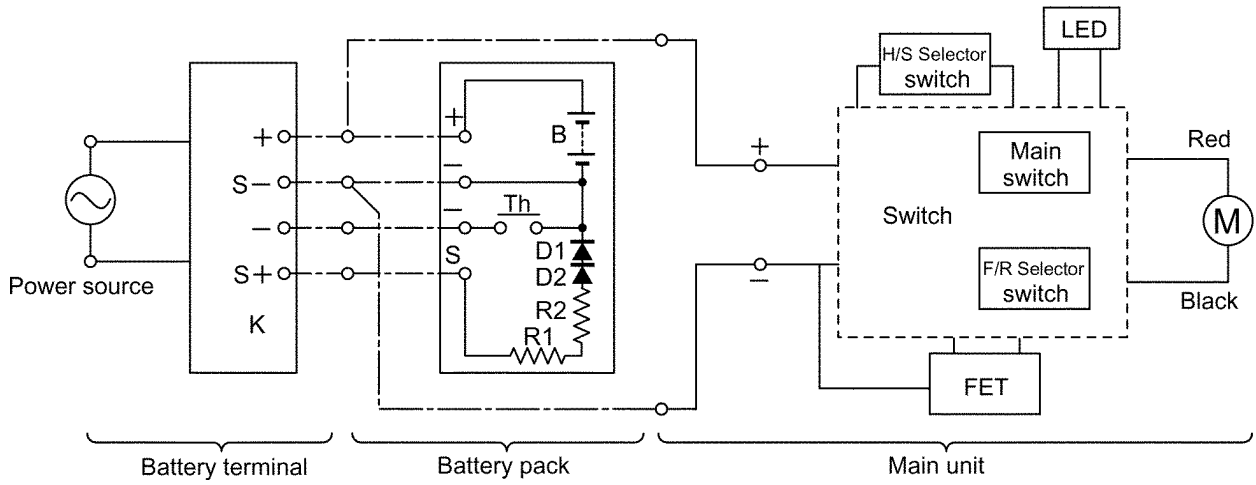 Power source
+
S−
−
S+
K
+
−
−
S
B
Th
D1
D2
R2
R1
+
−
H/S Selector
switch
LED
Main
switch
Switch
F/R Selector
switch
FET
Red
M
Black
Battery terminal
Battery pack
Main unit